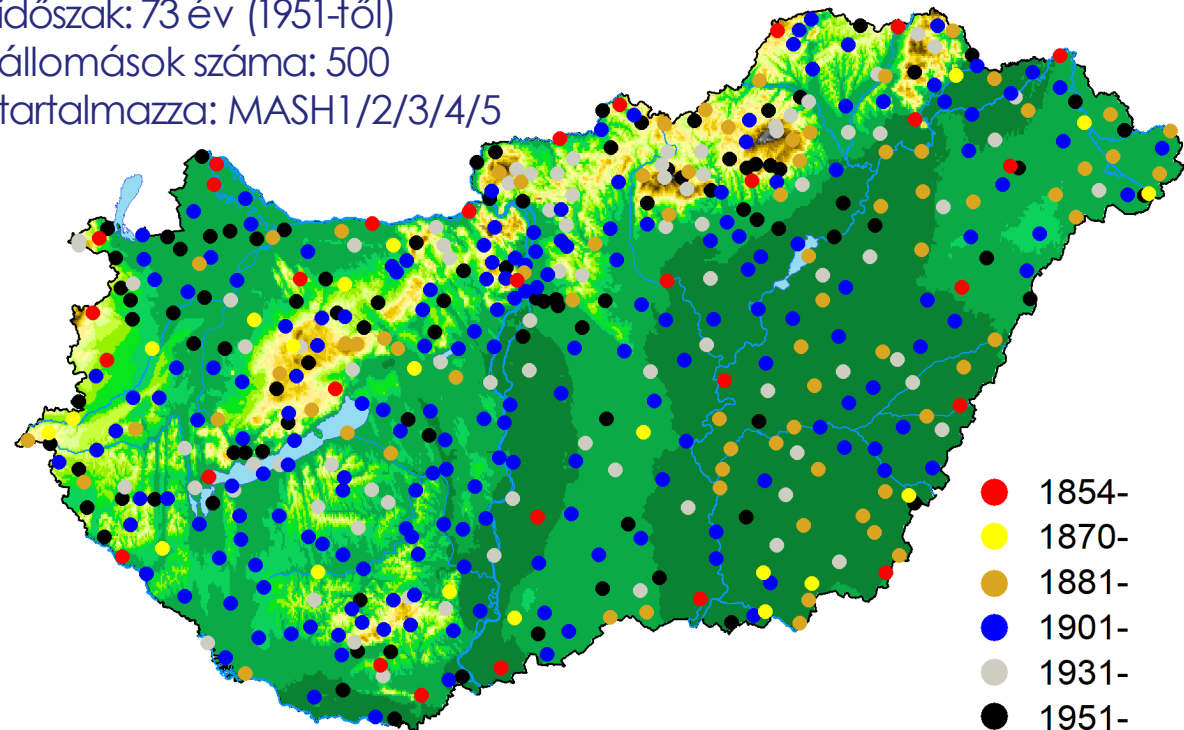 időszak: 73 év (1951-től)
állomások száma: 500
tartalmazza: MASH1/2/3/4/5
1854-
1870-
1881-
1901-
1931-
1951-